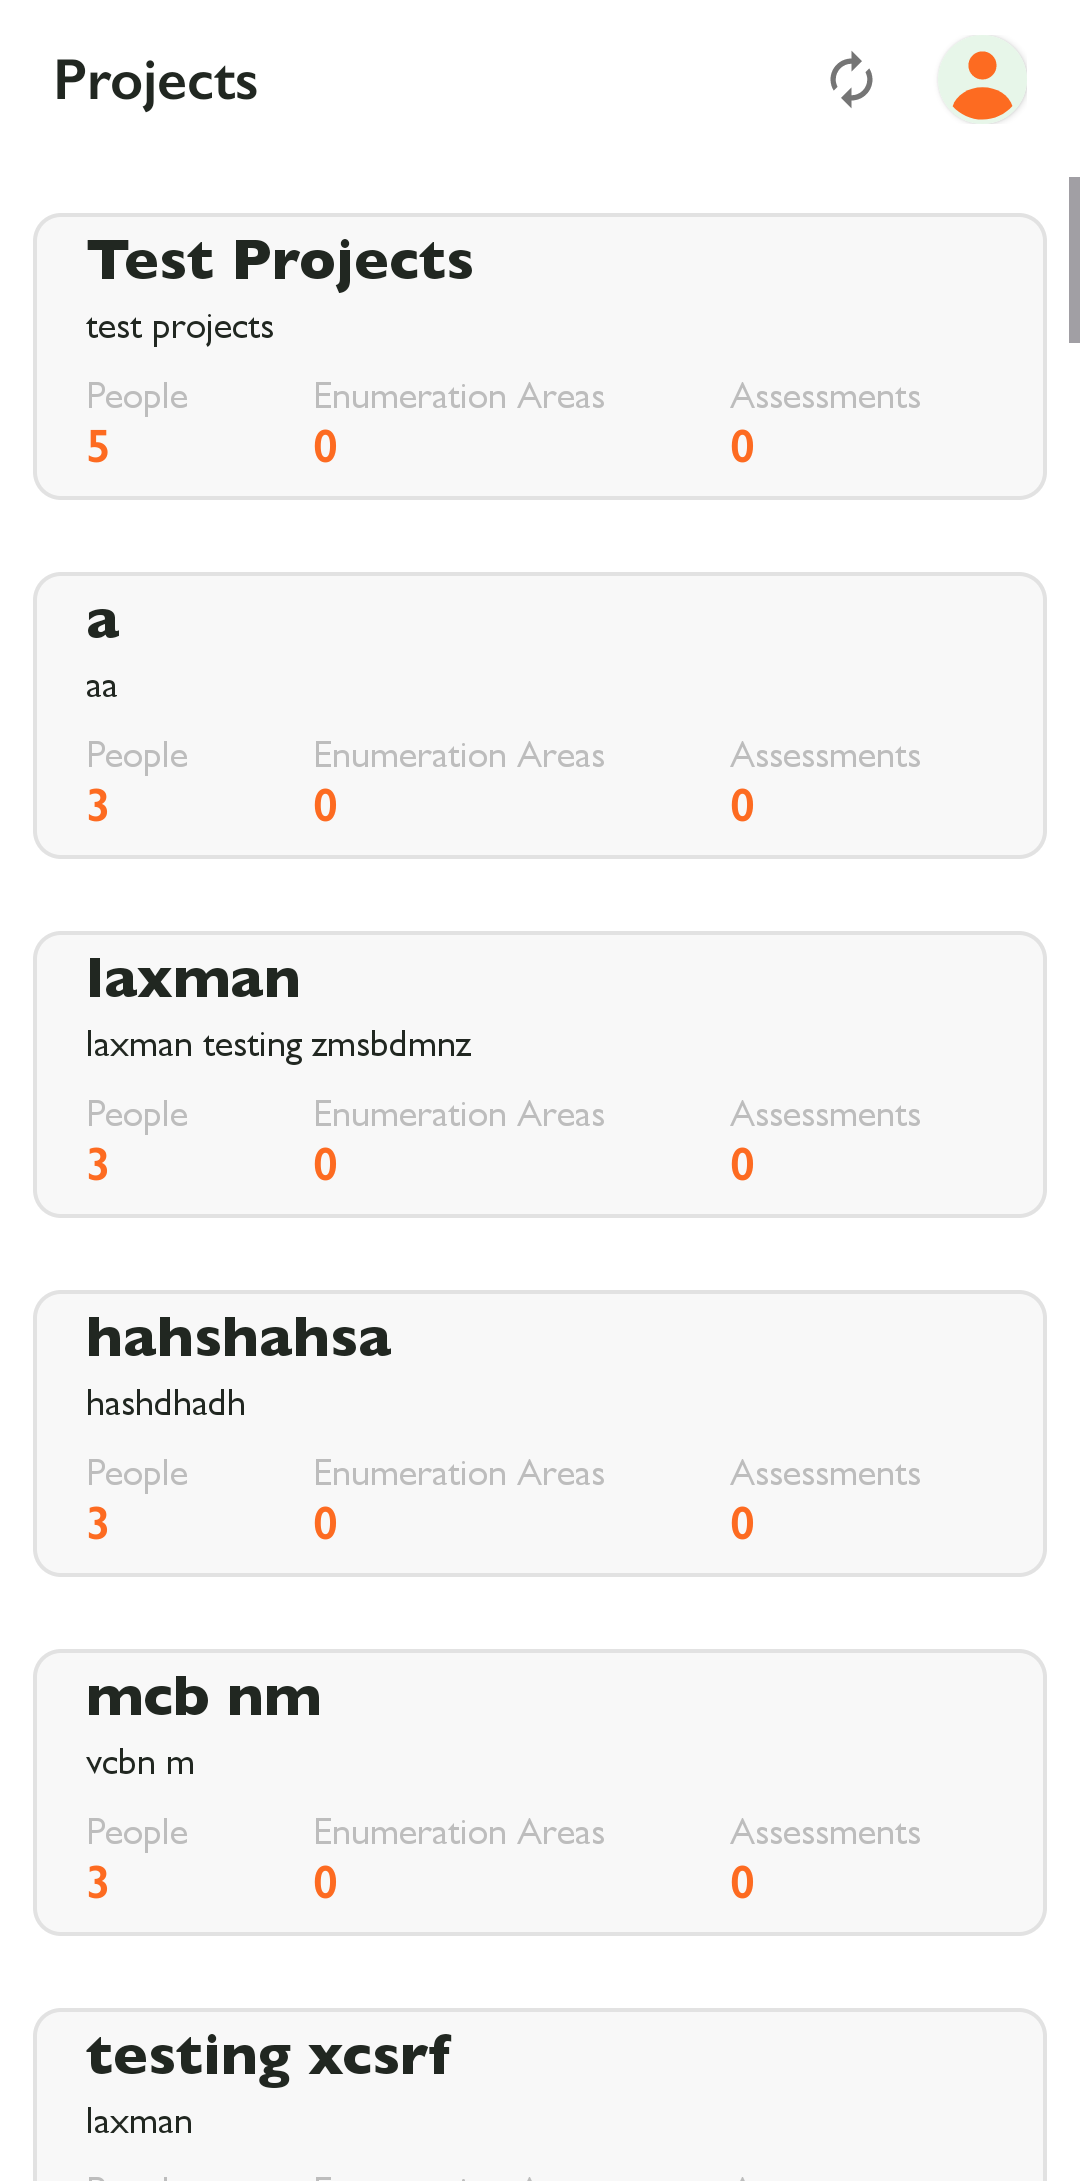 Projects
Test Projects
test projects
People Enumeration Areas Assessments
5 0 0
a
aa
People Enumeration Areas Assessments
3 0 0
laxman
laxman testing zmsbdmnz
People Enumeration Areas Assessments
3 0 0
hahshahsa
hashdhadh
People Enumeration Areas Assessments
3 0 0
mcb nm
vcbn m
People Enumeration Areas Assessments
3 0 0
testing xcsrf
laxman